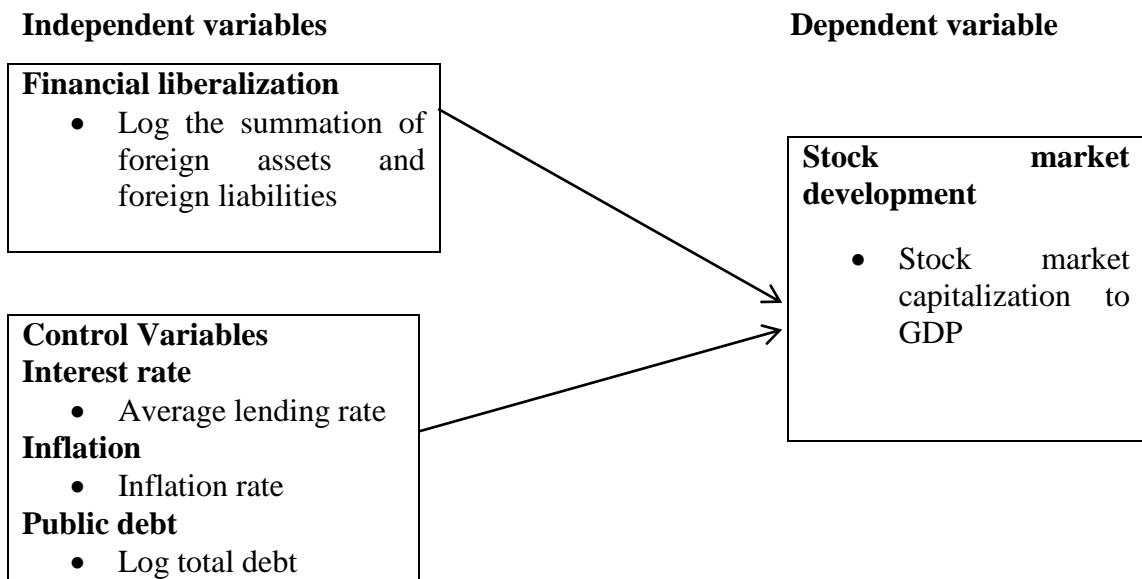 Independent variables
Dependent variable
Financial liberalization
• Log the summation of
foreign assets and
foreign liabilities
Stock market
development
• Stock market
capitalization to
GDP
Control Variables
Interest rate
• Average lending rate
Inflation
• Inflation rate
Public debt
• Log total debt